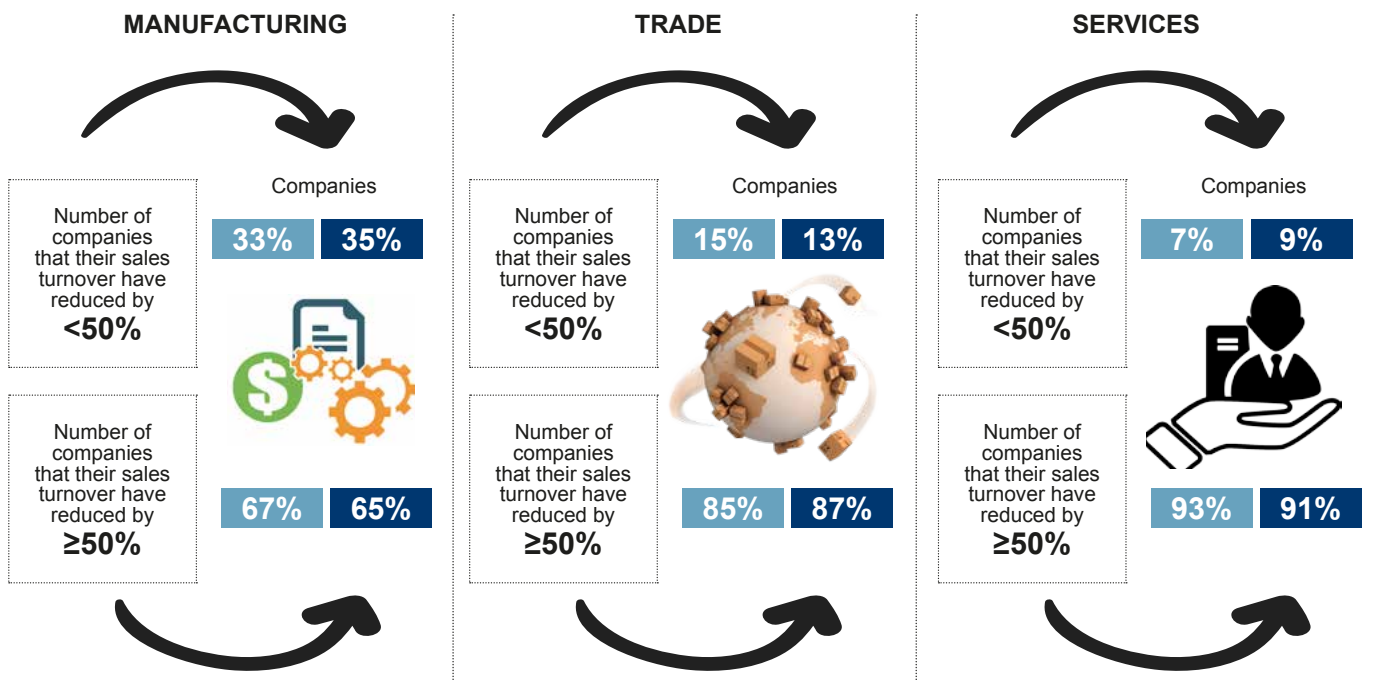 MANUFACTURING
Number of
companies
that their sales
turnover have
reduced by
<50%
Companies
33% 35%
$
Number of
companies
that their sales
turnover have
reduced by
≥50%
67% 65%
TRADE
Number of
companies
that their sales
turnover have
reduced by
<50%
Companies
15% 13%
Number of
companies
that their sales
turnover have
reduced by
≥50%
85% 87%
SERVICES
Number of
companies
that their sales
turnover have
reduced by
<50%
Companies
7% 9%
Number of
companies
that their sales
turnover have
reduced by
≥50%
93% 91%